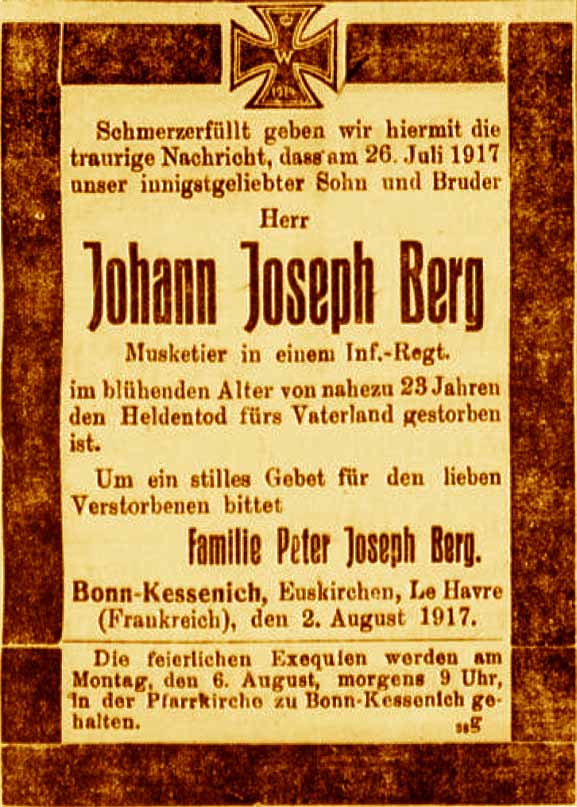 W
1914
Schmerzerfüllt geben wir hiermit die
traurige Nachricht, dass am 26. Juli 1917
unser innigstgeliebter Sohn und Bruder
Herr
Johann Joseph Berg
Musketier in einem Inf.-Regt.
im blühenden Alter von nahezu 23 Jahren
den Heldentod fürs Vaterland gestorben
ist.
Um ein stilles Gebet für den lieben
Verstorbenen bittet
Familie Peter Joseph Berg.
Bonn-Kessenich, Euskirchen, Le Havre
(Frankreich), den 2. August 1917.
Die feierlichen Exequien werden am
Montag, den 6. August, morgens 9 Uhr,
in der Pfarrkirche zu Bonn-Kessenich ge-
halten.